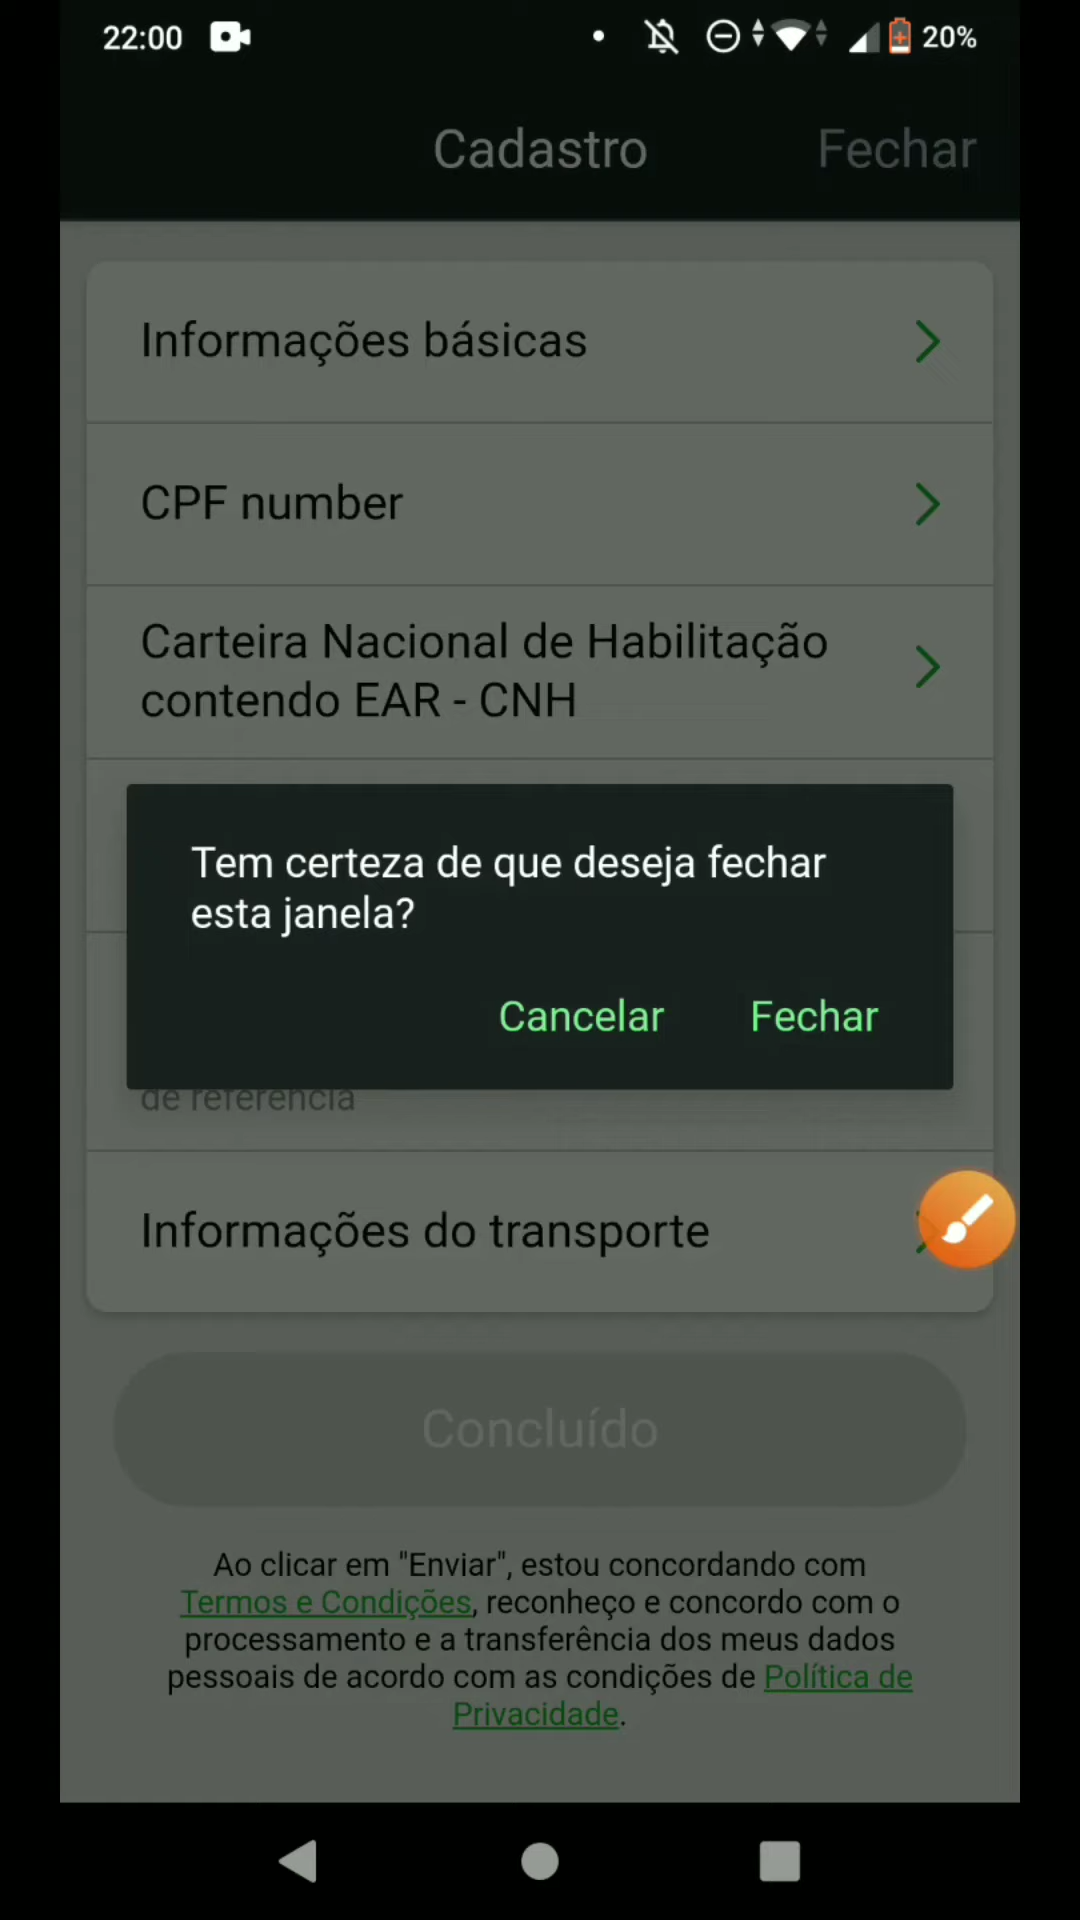 22:00
20%
Cadastro
Fechar
Informações básicas
CPF number
Carteira Nacional de Habilitação
contendo EAR - CNH
Tem certeza de que deseja fechar
esta janela?
Cancelar
Fechar
de referência
Informações do transporte
Concluído
Ao clicar em "Enviar", estou concordando com
Termos e Condições, reconheço e concordo com o
processamento e a transferência dos meus dados
pessoais de acordo com as condições de Política de
Privacidade.